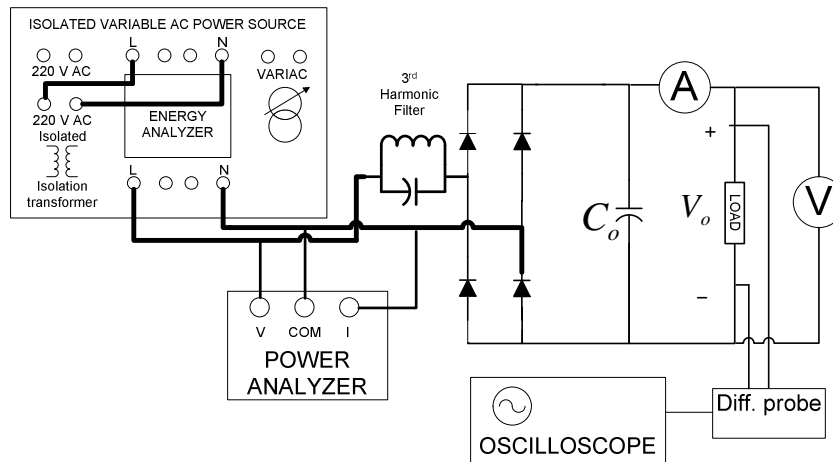 ISOLATED VARIABLE AC POWER SOURCE
L
N
220 V AC
VARIAC
220 V AC
Isolated
ENERGY
ANALYZER
Isolation
transformer
L
N
3rd
Harmonic
Filter
A
+
Co
Vo
LOAD
V
−
V
COM
I
POWER
ANALYZER
Diff. probe
OSCILLOSCOPE